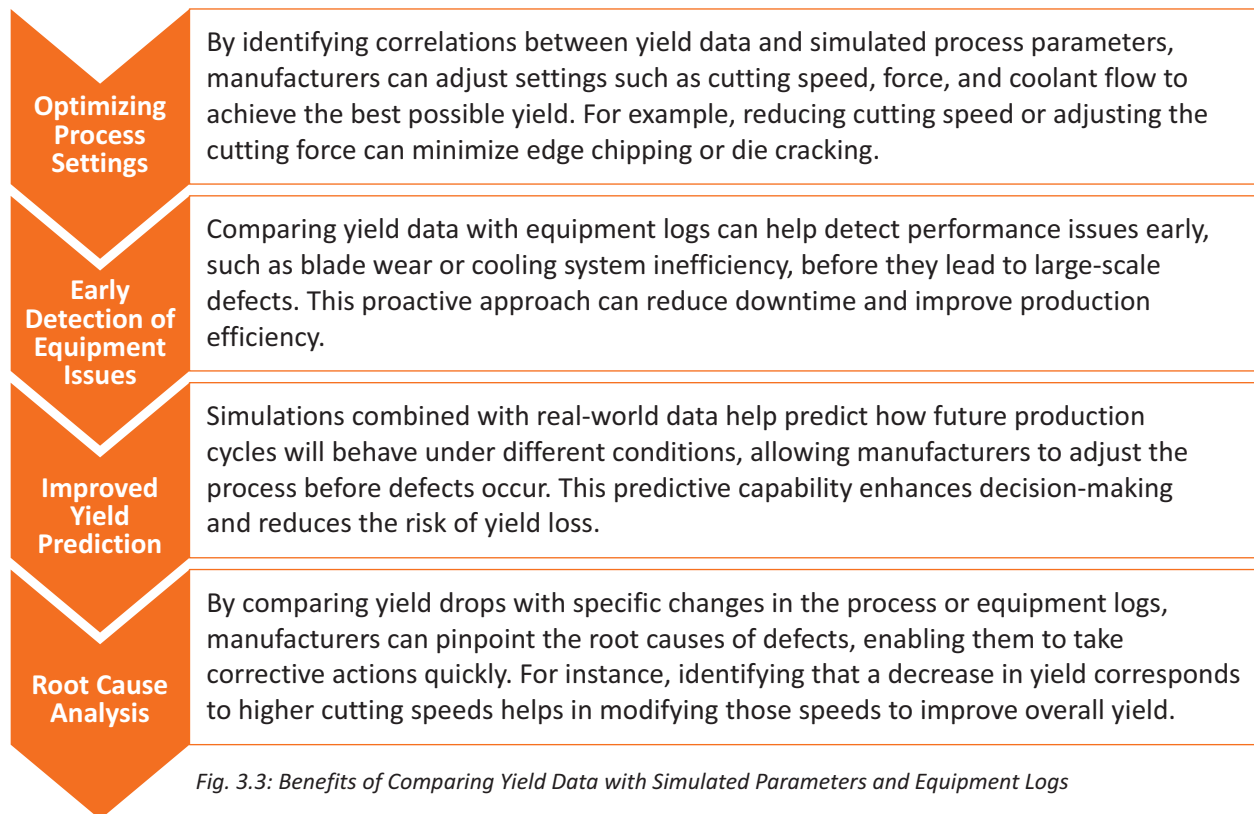 Optimizing
Process
Settings
By identifying correlations between yield data and simulated process parameters,
manufacturers can adjust settings such as cutting speed, force, and coolant flow to
achieve the best possible yield. For example, reducing cutting speed or adjusting the
cutting force can minimize edge chipping or die cracking.
Early
Detection of
Equipment
Issues
Comparing yield data with equipment logs can help detect performance issues early,
such as blade wear or cooling system inefficiency, before they lead to large-scale
defects. This proactive approach can reduce downtime and improve production
efficiency.
Improved
Yield
Prediction
Simulations combined with real-world data help predict how future production
cycles will behave under different conditions, allowing manufacturers to adjust the
process before defects occur. This predictive capability enhances decision-making
and reduces the risk of yield loss.
Root Cause
Analysis
By comparing yield drops with specific changes in the process or equipment logs,
manufacturers can pinpoint the root causes of defects, enabling them to take
corrective actions quickly. For instance, identifying that a decrease in yield corresponds
to higher cutting speeds helps in modifying those speeds to improve overall yield.
Fig. 3.3: Benefits of Comparing Yield Data with Simulated Parameters and Equipment Logs